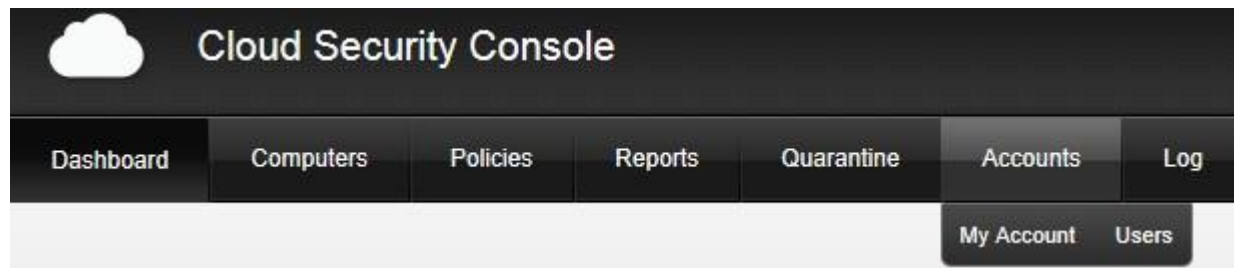 Cloud Security Console
Dashboard Computers Policies Reports Quarantine Accounts Log
My Account Users